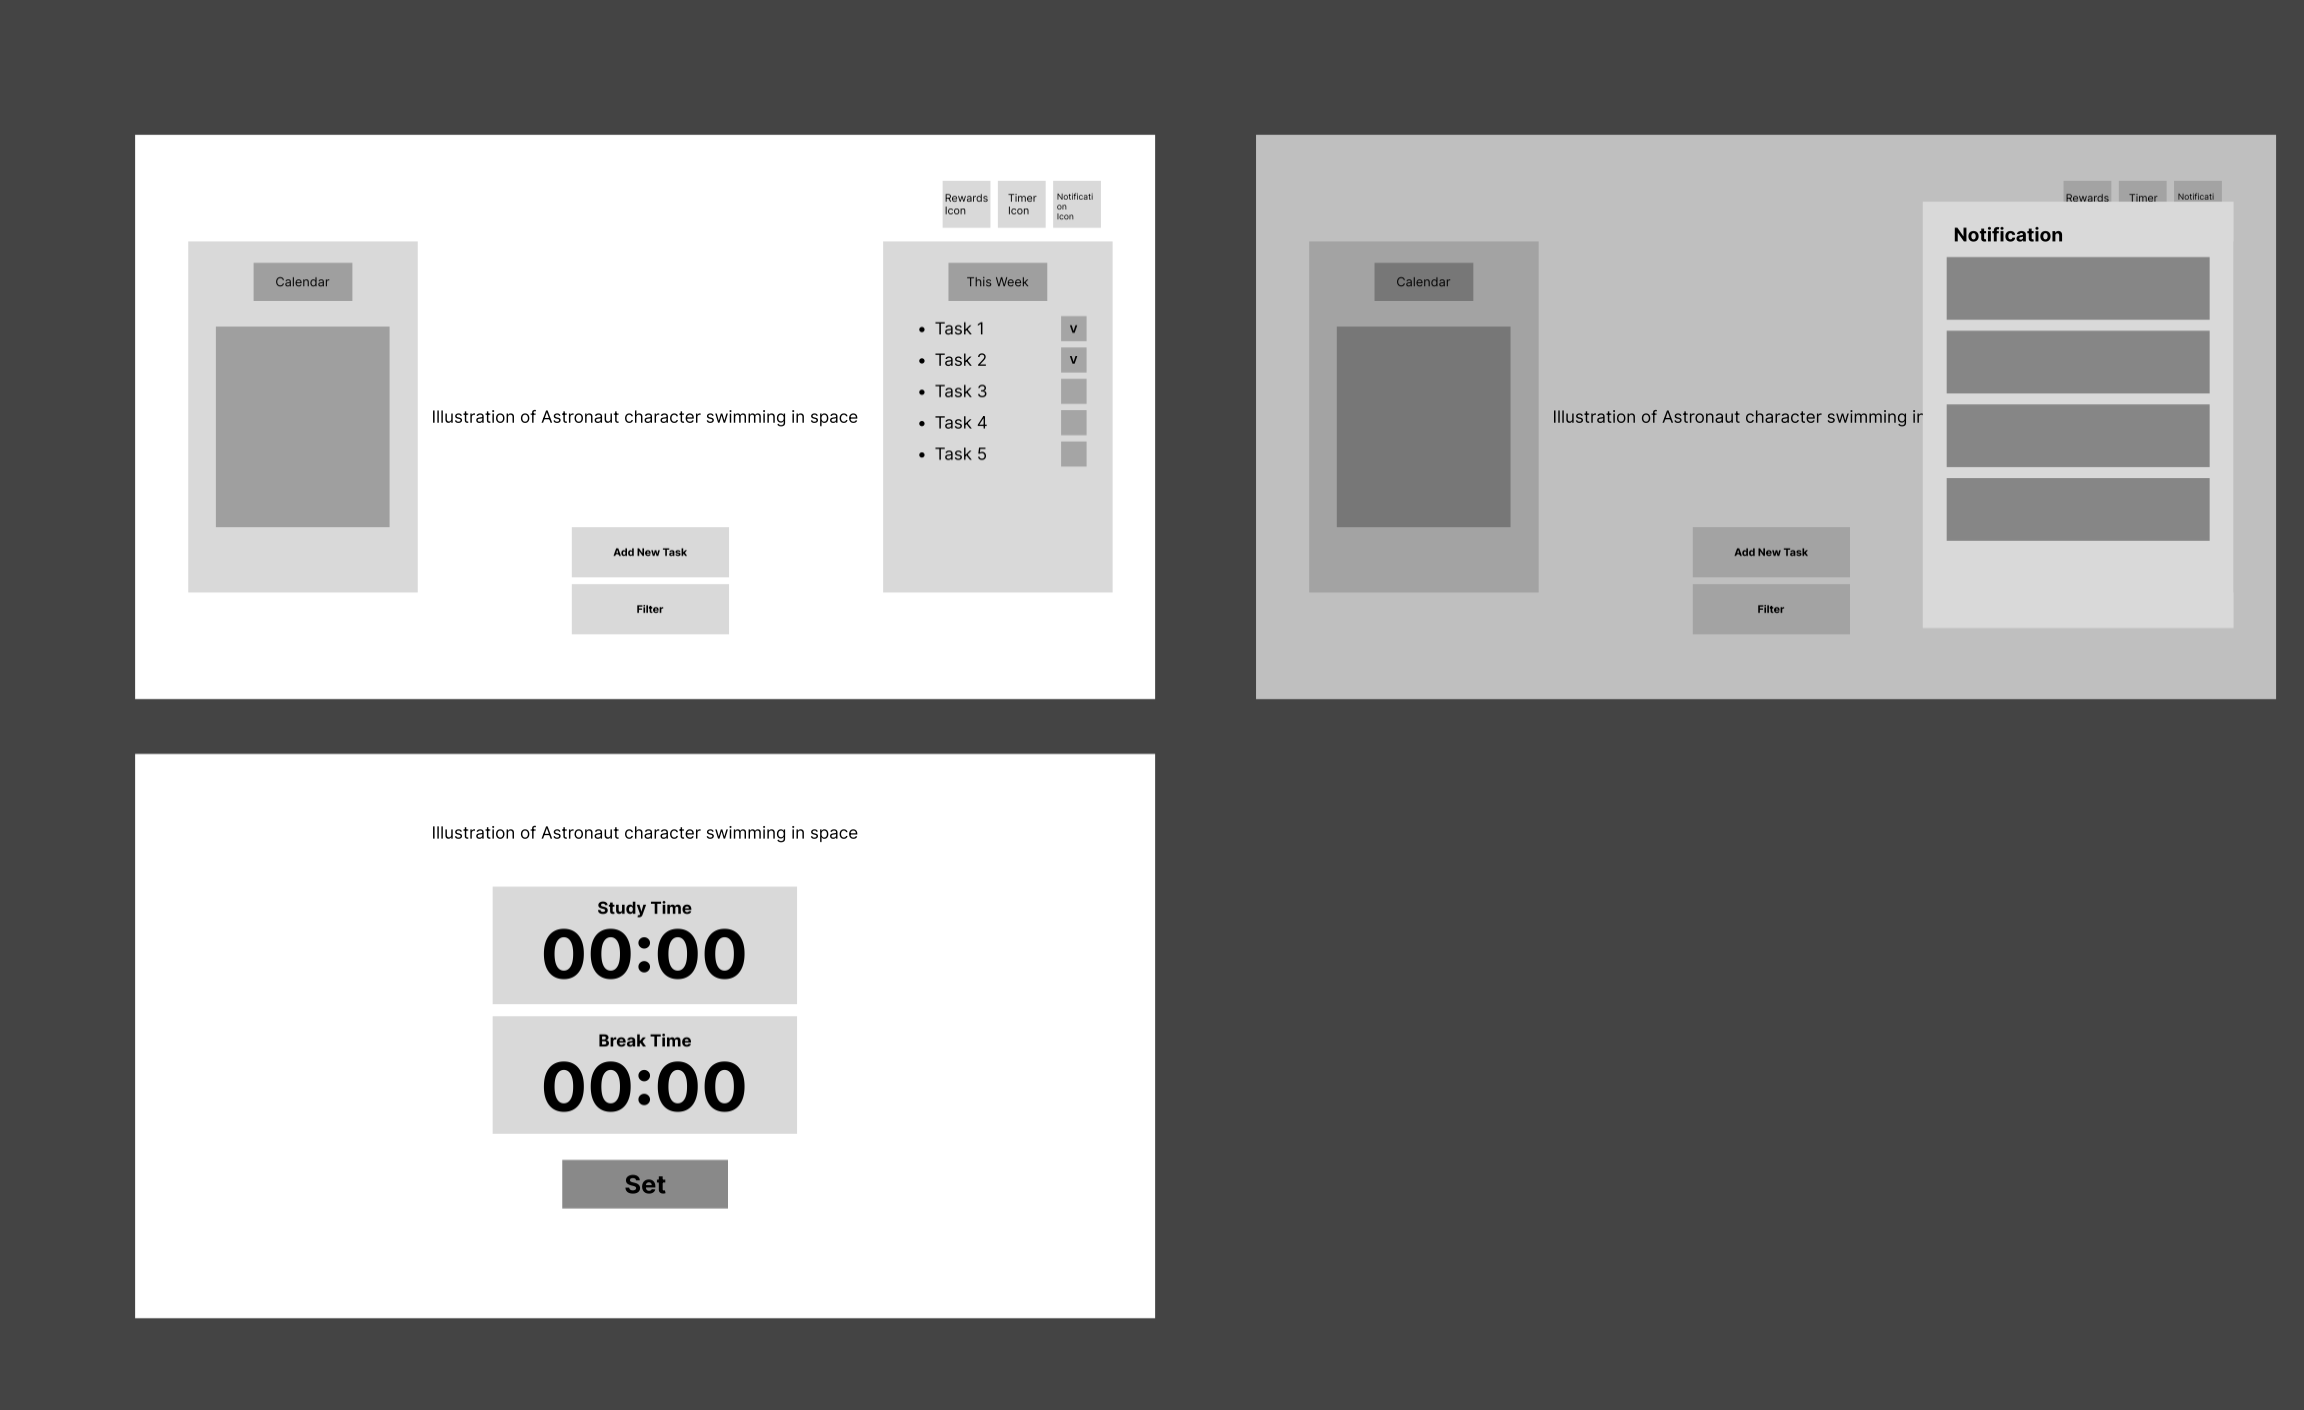 Rewards
Icon
Timer
Icon
Notificati
on
Icon
Calendar
This Week
• Task 1
v
• Task 2
v
• Task 3
• Task 4
• Task 5
Illustration of Astronaut character swimming in space
Add New Task
Filter
Rewards
Timer
Notificati
Notification
Calendar
Illustration of Astronaut character swimming in
Add New Task
Filter
Illustration of Astronaut character swimming in space
Study Time
00:00
Break Time
00:00
Set